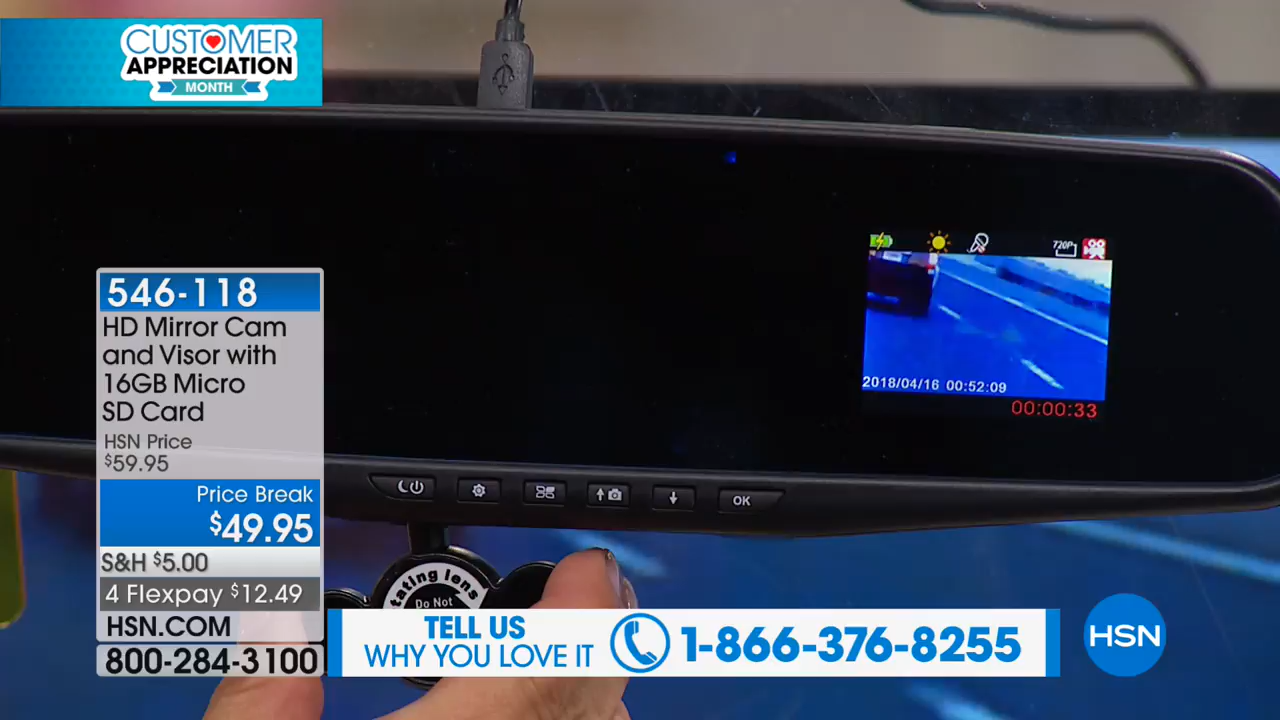 CUSTOMER
APPRECIATION
MONTH
720P
2018/04/16 00:52:09
00:00:33
546-118
HD Mirror Cam
and Visor with
16GB Micro
SD Card
HSN Price
$59.95
Price Break
$49.95
S&H $5.00
4 Flexpay $12.49
HSN.COM
800-284-3100
OK
tating lens
Do Not
TELL US
WHY YOU LOVE IT
1-866-376-8255
HSN